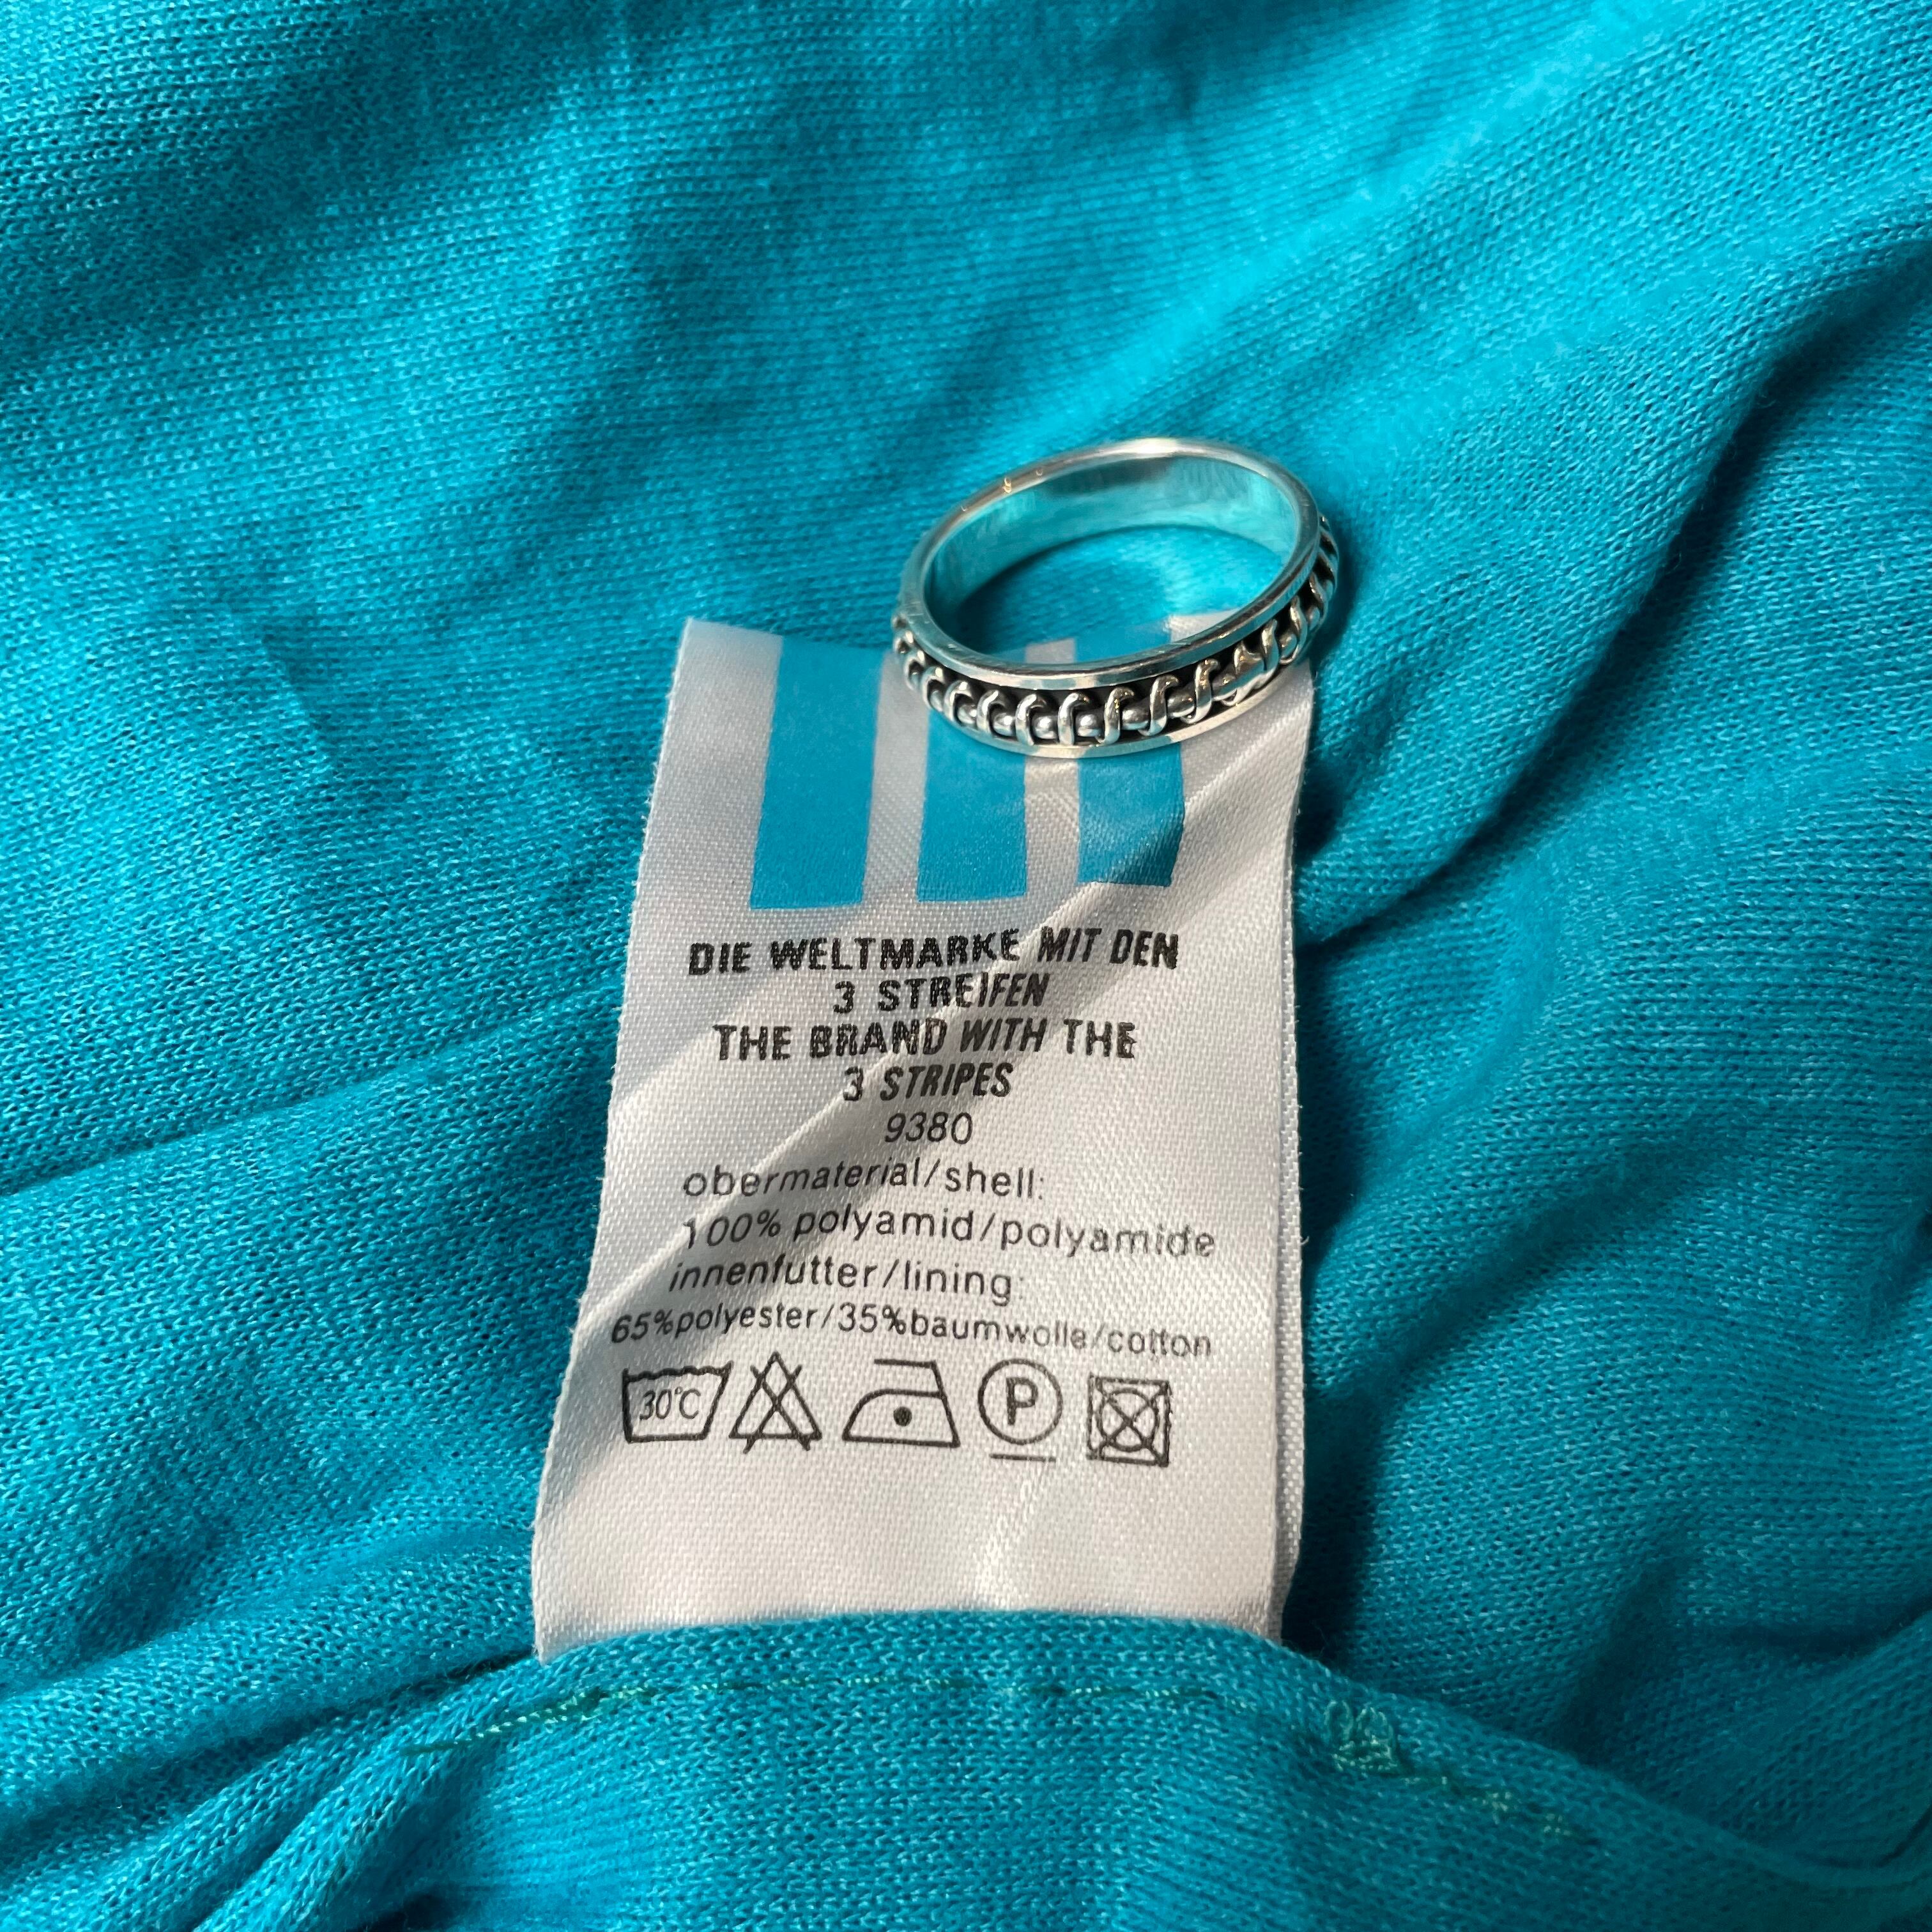 DIE WELTMARKE MIT DEN
3 STREIFEN
THE BRAND WITH THE
3 STRIPES
9380
obermaterial/shell:
100% polyamid/polyamide
innenfutter/lining:
65%polyester/35%baumwolle/cotton
30°C P